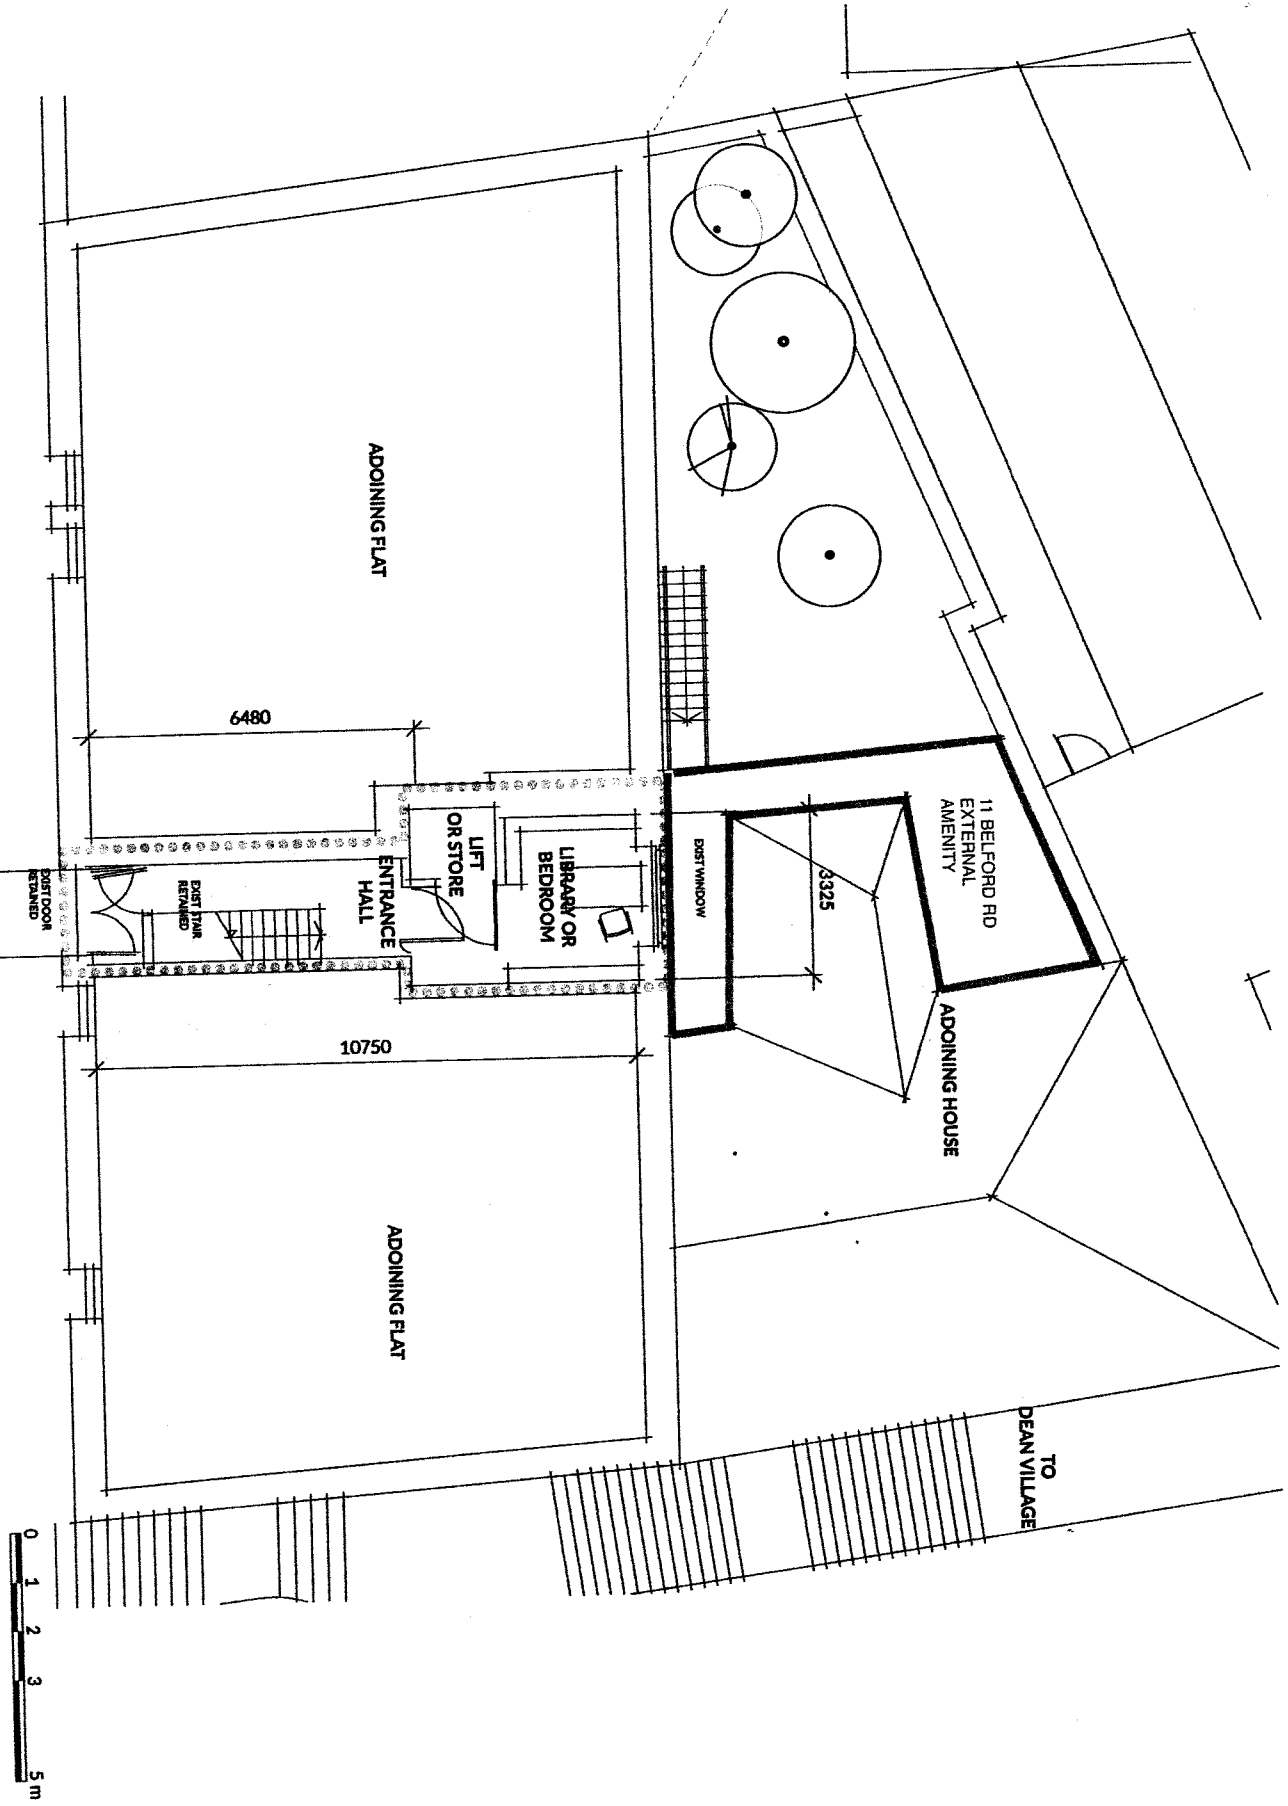 ADOINING FLAT
6480
LIFT
OR STORE
LIBRARY OR
BEDROOM
ENTRANCE
HALL
EXIST STAIR
RETAINED
EXIST DOOR
RETAINED
EXIST WINDOW
3325
11 BELFORD RD
EXTERNAL
AMENITY
ADOINING HOUSE
10750
ADOINING FLAT
TO
DEAN VILLAGE
0 1 2 3 5 m